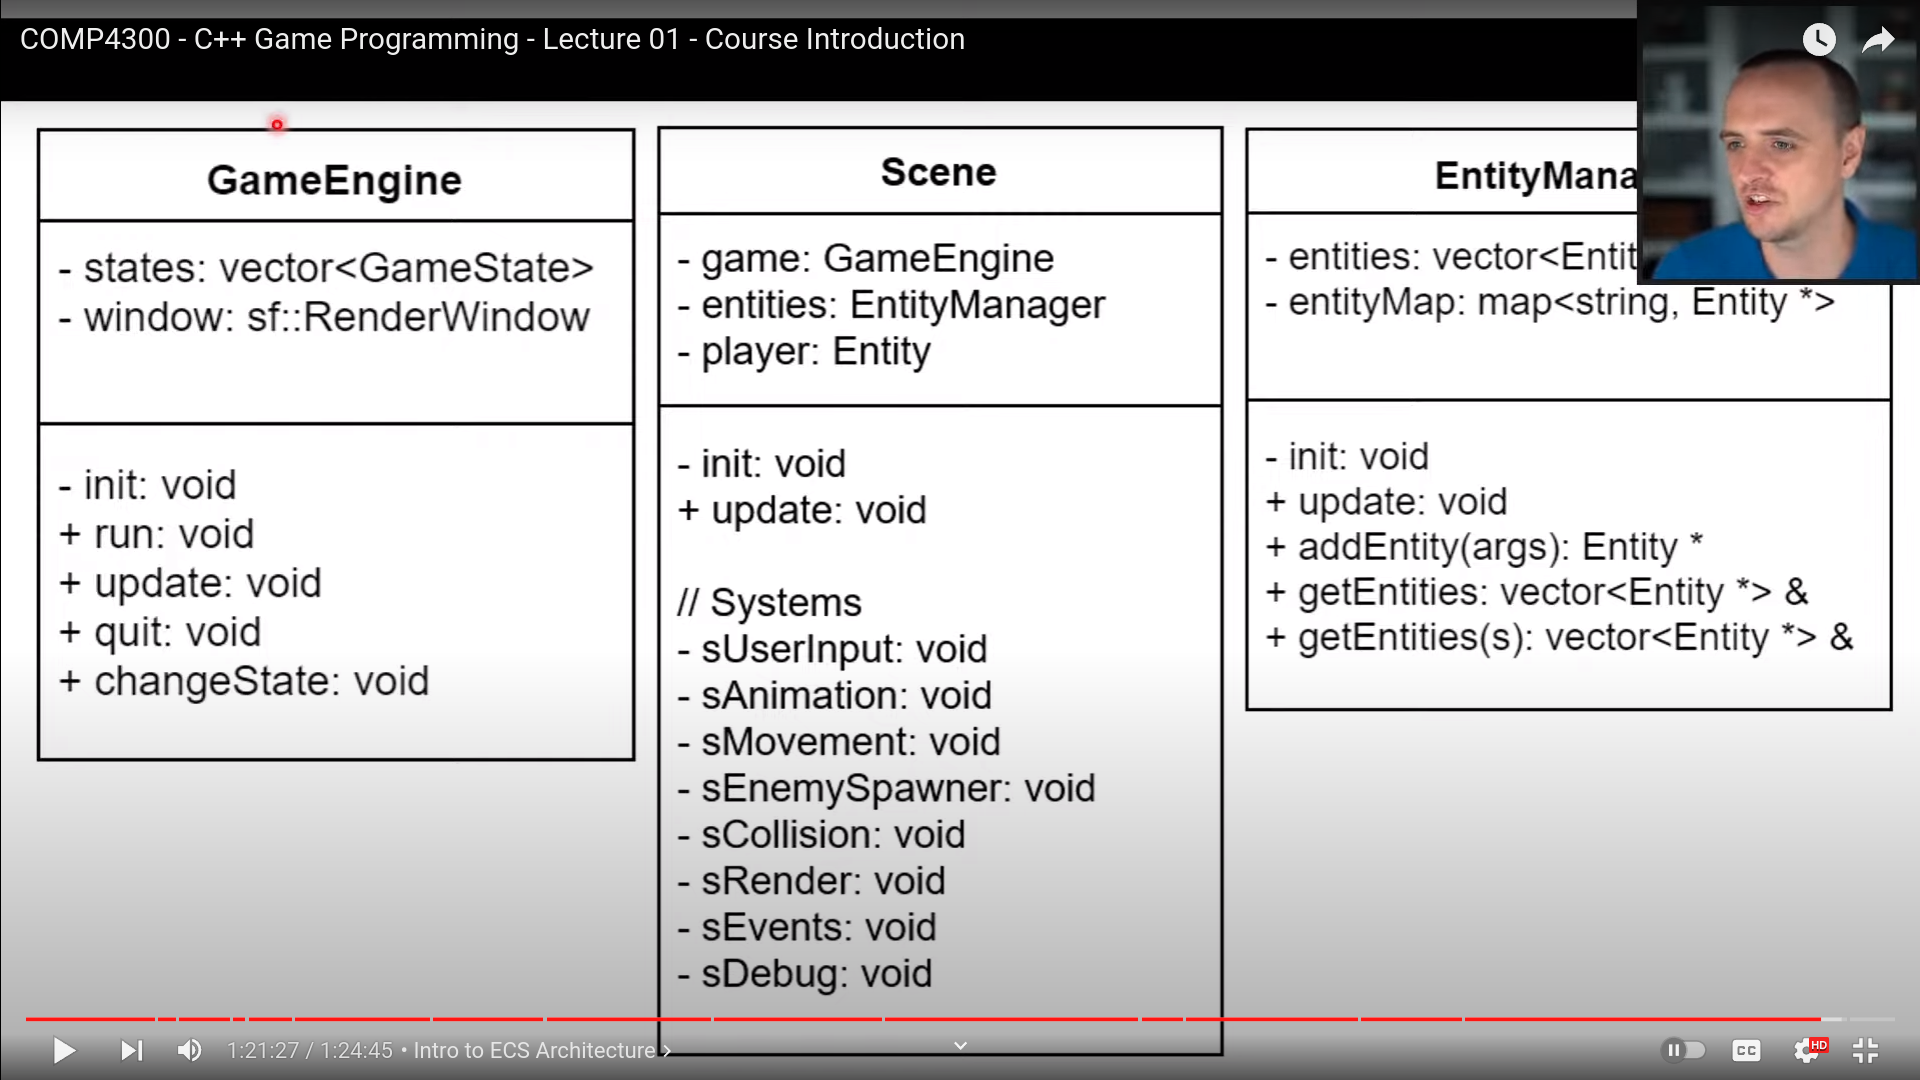 COMP4300 - C++ Game Programming - Lecture 01 - Course Introduction
GameEngine
- states: vector<GameState>
- window: sf::RenderWindow
- init: void
+ run: void
+ update: void
+ quit: void
+ changeState: void
Scene
- game: GameEngine
- entities: EntityManager
- player: Entity
- init: void
+ update: void
// Systems
- sUserInput: void
- sAnimation: void
- sMovement: void
- sEnemySpawner: void
- sCollision: void
- sRender: void
- sEvents: void
- sDebug: void
EntityMana
- entities: vector<Entit
- entityMap: map<string, Entity *>
- init: void
+ update: void
+ addEntity(args): Entity *
+ getEntities: vector<Entity *> &
+ getEntities(s): vector<Entity *> &
1:21:27 / 1:24:45 • Intro to ECS Architecture >
CC
HD